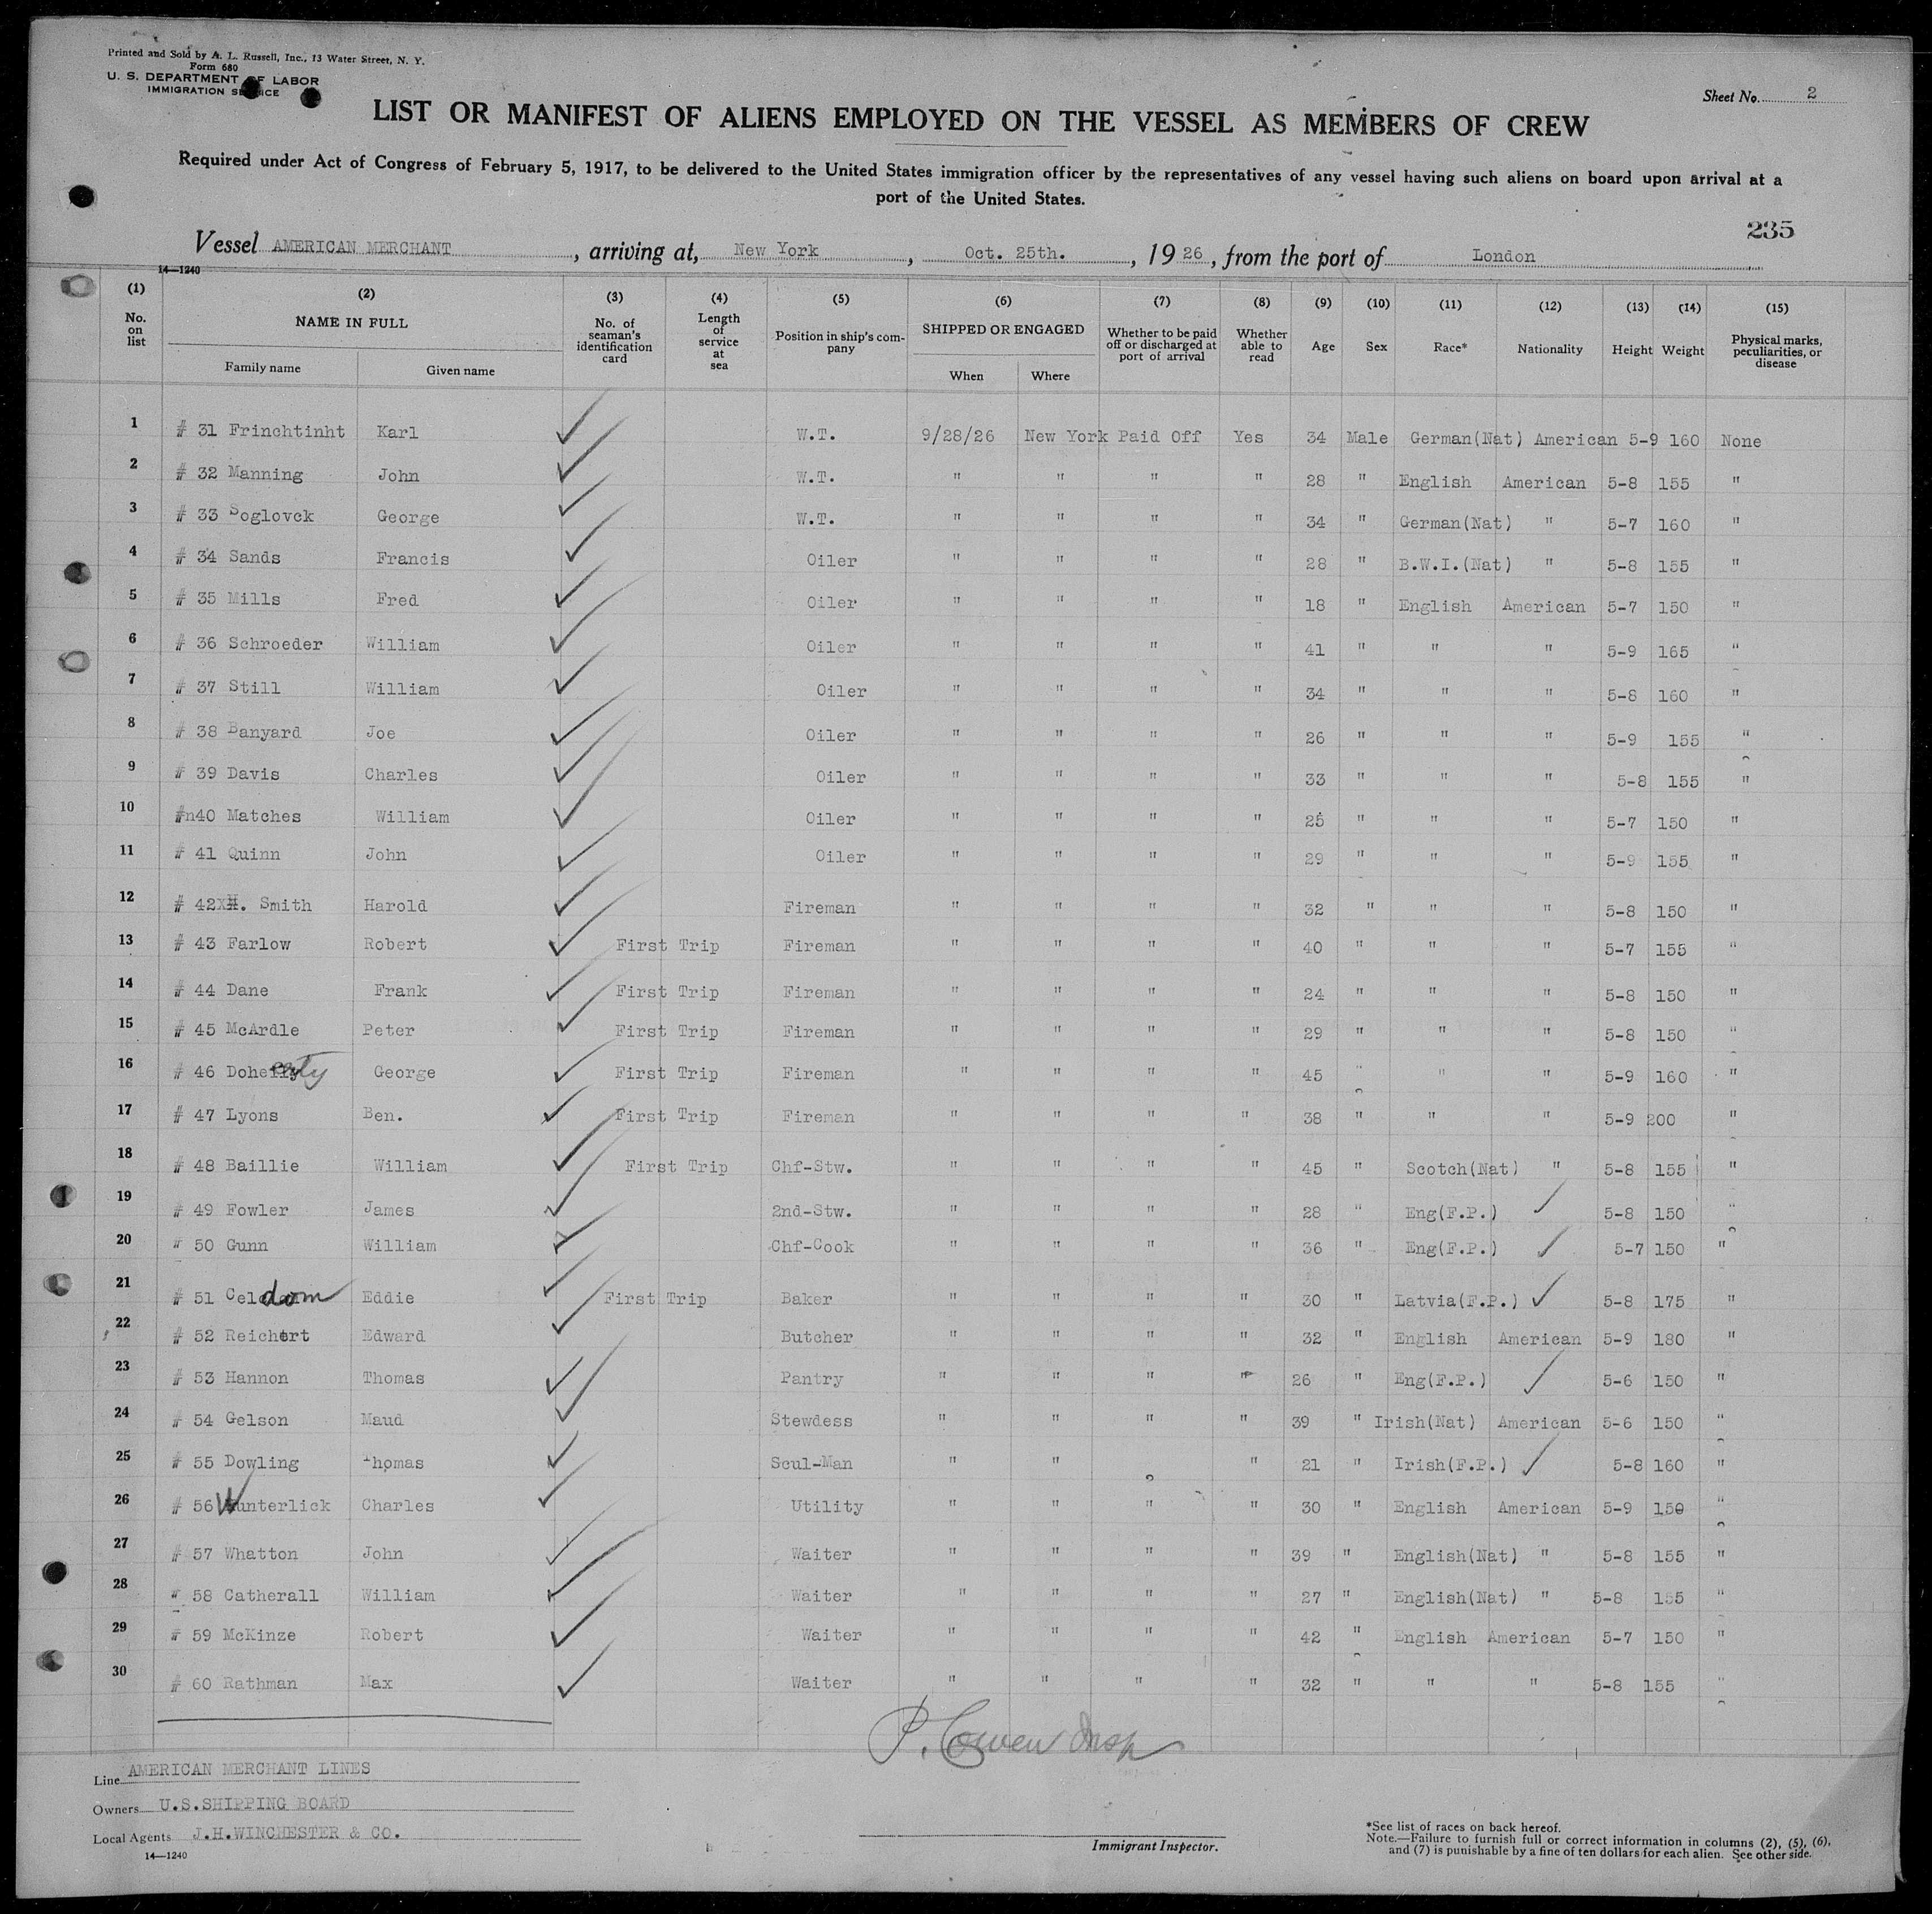 Printed and Sold by A. L. Russell, Inc., 13 Water Street, N. Y.
Form 680
U. S. DEPARTMENT OF LABOR
IMMIGRATION SERVICE
Sheet No. 2
LIST OR MANIFEST OF ALIENS EMPLOYED ON THE VESSEL AS MEMBERS OF CREW
Required under Act of Congress of February 5, 1917, to be delivered to the United States immigration officer by the representatives of any vessel having such aliens on board upon arrival at a
port of the United States.
235
Vessel AMERICAN MERCHANT, arriving at, New York, Oct. 25th., 1926, from the port of London
14—1240
(1) No. on list (2) NAME IN FULL Family name Given name (3) No. of seaman's identification card (4) Length of service at sea (5) Position in ship's company (6) SHIPPED OR ENGAGED When Where (7) Whether to be paid off or discharged at port of arrival (8) Whether able to read (9) Age (10) Sex (11) Race* (12) Nationality (13) Height (14) Weight (15) Physical marks, peculiarities, or disease
1 # 31 Frinchtinht Karl W.T. 9/28/26 New York Paid Off Yes 34 Male German(Nat) American 5-9 160 None
2 # 32 Manning John W.T. " " " " 28 " English American 5-8 155 "
3 # 33 Soglovck George W.T. " " " " 34 " German(Nat) " 5-7 160 "
4 # 34 Sands Francis Oiler " " " " 28 " B.W.I.(Nat) " 5-8 155 "
5 # 35 Mills Fred Oiler " " " " 18 " English American 5-7 150 "
6 # 36 Schroeder William Oiler " " " " 41 " " " 5-9 165 "
7 # 37 Still William Oiler " " " " 34 " " " 5-8 160 "
8 # 38 Banyard Joe Oiler " " " " 26 " " " 5-9 155 "
9 # 39 Davis Charles Oiler " " " " 33 " " " 5-8 155 "
10 #n40 Matches William Oiler " " " " 25 " " " 5-7 150 "
11 # 41 Quinn John Oiler " " " " 29 " " " 5-9 155 "
12 # 42XH. Smith Harold Fireman " " " " 32 " " " 5-8 150 "
13 # 43 Farlow Robert First Trip Fireman " " " " 40 " " " 5-7 155 "
14 # 44 Dane Frank First Trip Fireman " " " " 24 " " " 5-8 150 "
15 # 45 McArdle Peter First Trip Fireman " " " " 29 " " " 5-8 150 "
16 # 46 Doherty George First Trip Fireman " " " " 45 " " " 5-9 160 "
17 # 47 Lyons Ben. First Trip Fireman " " " " 38 " " " 5-9 200 "
18 # 48 Baillie William First Trip Chf-Stw. " " " " 45 " Scotch(Nat) " 5-8 155 "
19 # 49 Fowler James 2nd-Stw. " " " " 28 " Eng(F.P.) 5-8 150 "
20 " 50 Gunn William Chf-Cook " " " " 36 " Eng(F.P.) 5-7 150 "
21 # 51 Celdom Eddie First Trip Baker " " " " 30 " Latvia(F.P.) 5-8 175 "
22 # 52 Reichert Edward Butcher " " " " 32 " English American 5-9 180 "
23 # 53 Hannon Thomas Pantry " " " " 26 " Eng(F.P.) 5-6 150 "
24 # 54 Gelson Maud Stewdess " " " " 39 " Irish(Nat) American 5-6 150 "
25 # 55 Dowling Thomas Scul-Man " " " 21 " Irish(F.P.) 5-8 160 "
26 # 56 Wunterlick Charles Utility " " " " 30 " English American 5-9 150 "
27 # 57 Whatton John Waiter " " " " 39 " English(Nat) " 5-8 155 "
28 " 58 Catherall William Waiter " " " " 27 " English(Nat) " 5-8 155 "
29 # 59 McKinze Robert Waiter " " " " 42 " English American 5-7 150 "
30 # 60 Rathman Max Waiter " " " " 32 " " " 5-8 155 "
P. Cowen Insp
Line AMERICAN MERCHANT LINES
Owners U.S.SHIPPING BOARD
Local Agents J.H.WINCHESTER & CO.
14—1240
Immigrant Inspector.
*See list of races on back hereof.
Note.—Failure to furnish full or correct information in columns (2), (5), (6),
and (7) is punishable by a fine of ten dollars for each alien. See other side.